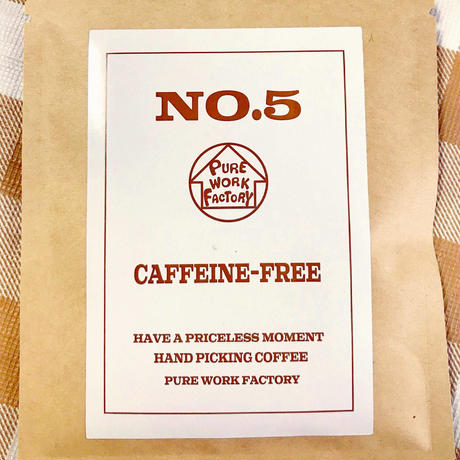 NO.5
PURE
WORK
FACTORY
CAFFEINE-FREE
HAVE A PRICELESS MOMENT
HAND PICKING COFFEE
PURE WORK FACTORY